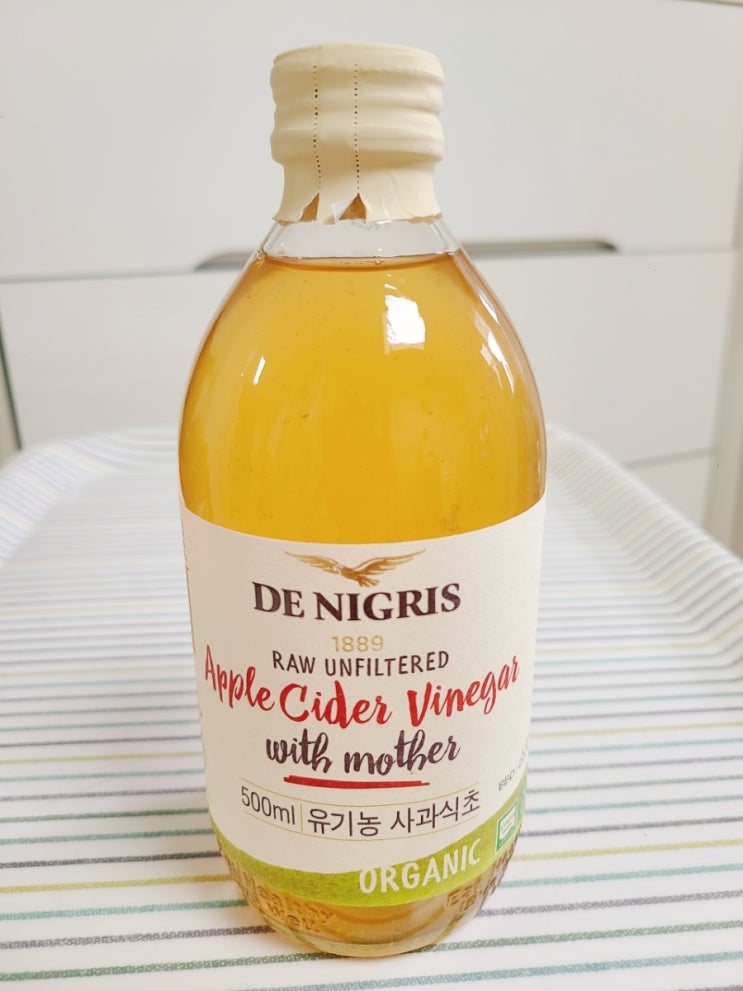 DE NIGRIS
1889
RAW UNFILTERED
Apple Cider Vinegar
with mother
500ml 유기농 사과식초
ORGANIC